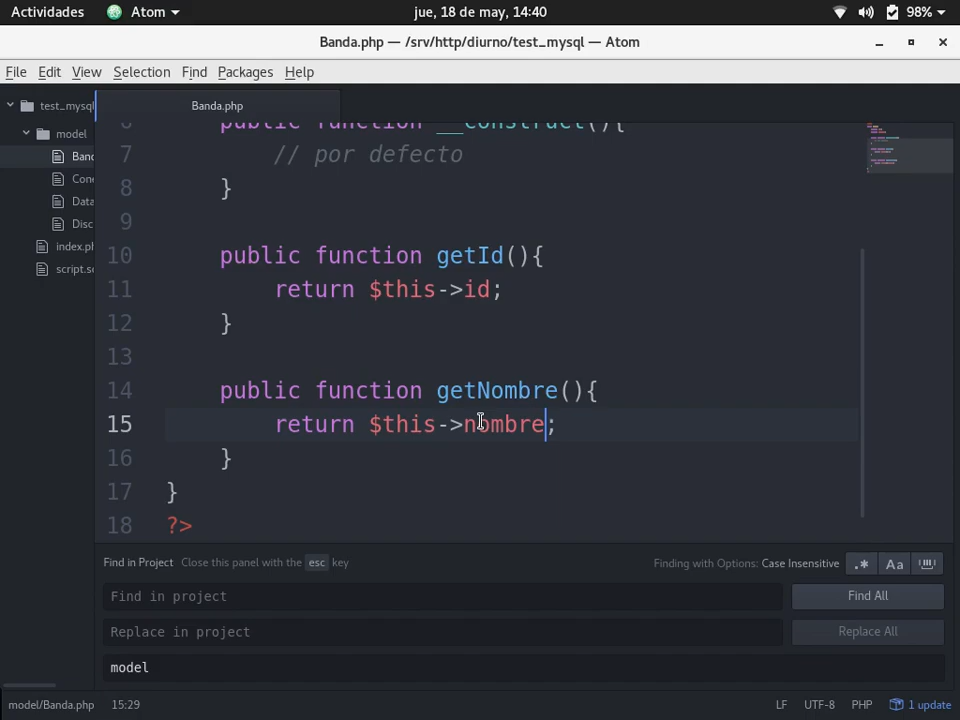 Actividades Atom jue, 18 de may, 14:40 98%
Banda.php — /srv/http/diurno/test_mysql — Atom
File Edit View Selection Find Packages Help
test_mysql Banda.php
model
Band
Con
Data
Disc
index.ph
script.sc
6 public function __construct(){
7 // por defecto
8 }
9
10 public function getId(){
11 return $this->id;
12 }
13
14 public function getNombre(){
15 return $this->nombre;
16 }
17 }
18 ?>
Find in Project Close this panel with the esc key Finding with Options: Case Insensitive .* Aa
Find in project Find All
Replace in project Replace All
model
model/Banda.php 15:29 LF UTF-8 PHP 1 update